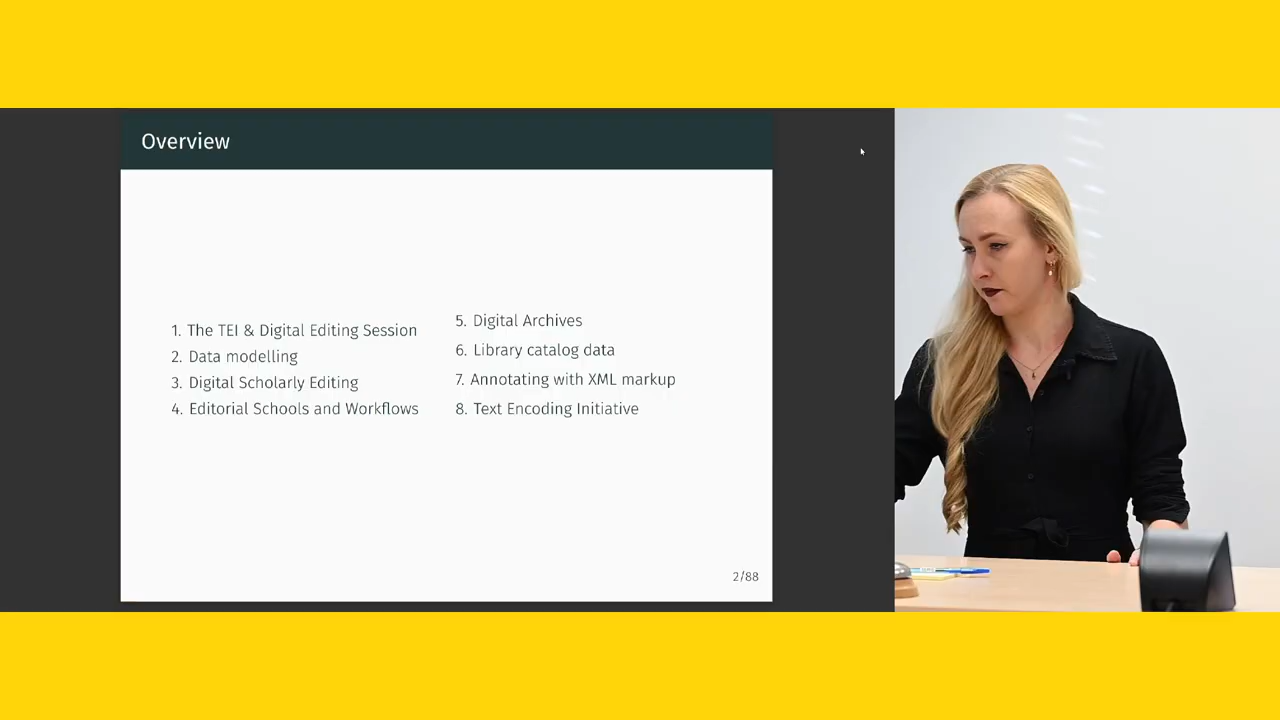 Overview
1. The TEI & Digital Editing Session
2. Data modelling
3. Digital Scholarly Editing
4. Editorial Schools and Workflows
5. Digital Archives
6. Library catalog data
7. Annotating with XML markup
8. Text Encoding Initiative
2/88